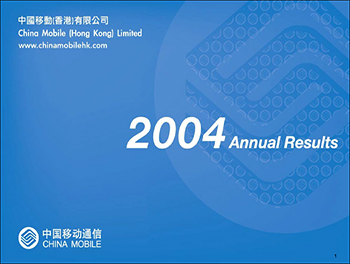 中國移動(香港)有限公司
China Mobile (Hong Kong) Limited
www.chinamobilehk.com
2004 Annual Results
中国移动通信
CHINA MOBILE
1